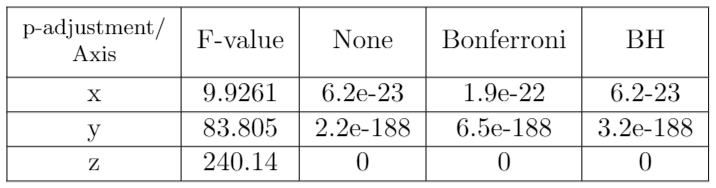 p-adjustment/ Axis F-value None Bonferroni BH
x 9.9261 6.2e-23 1.9e-22 6.2-23
y 83.805 2.2e-188 6.5e-188 3.2e-188
z 240.14 0 0 0